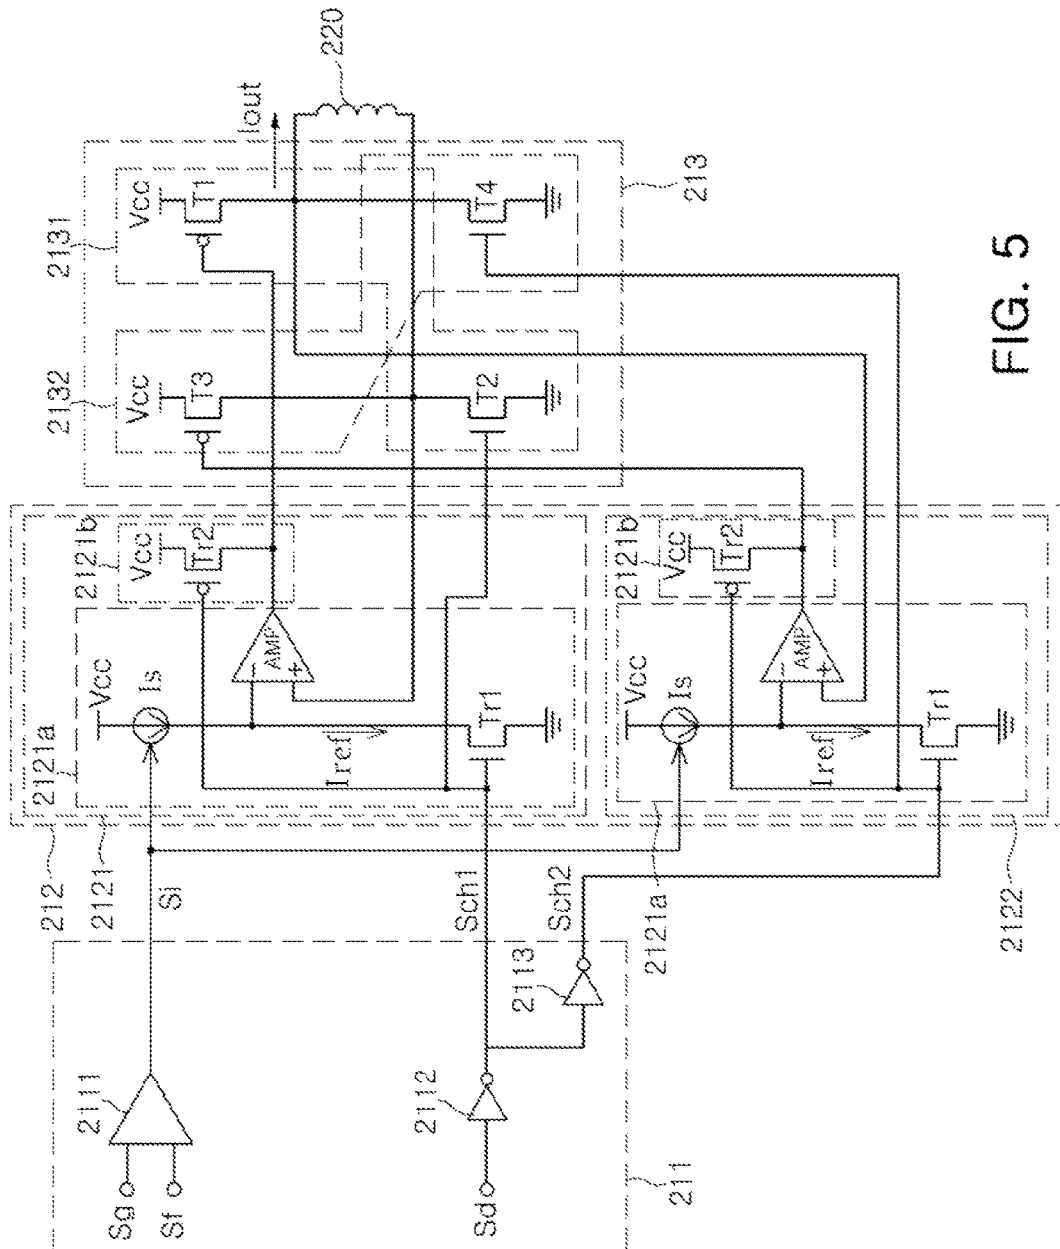 220
Iout
2131
Vcc
T1
T4
213
2132
Vcc
T3
T2
2121b
Vcc
Tr2
2121b
Vcc
Tr2
AMP
-
+
AMP
-
+
2121a
Vcc
Is
Iref
Tr1
Vcc
Is
Iref
Tr1
212
2121
Si
Sch1
Sch2
2121a
2122
2111
2112
2113
Sg
Sf
Sd
211
FIG. 5